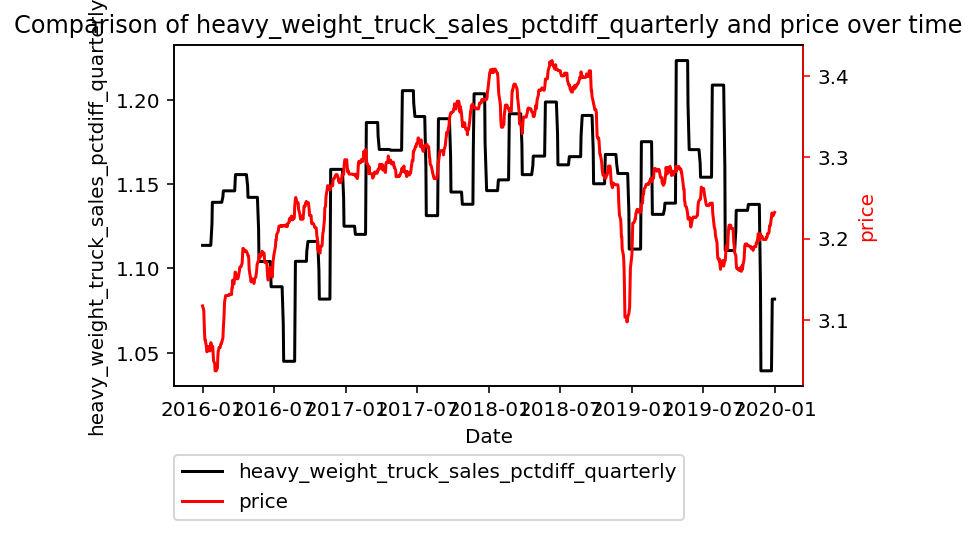 Comparison of heavy_weight_truck_sales_pctdiff_quarterly and price over time
heavy_weight_truck_sales_pctdiff_quarterly
1.20
1.15
1.10
1.05
3.4
3.3
3.2
3.1
price
2016-01
2016-07
2017-01
2017-07
2018-01
2018-07
2019-01
2019-07
2020-01
Date
heavy_weight_truck_sales_pctdiff_quarterly
price